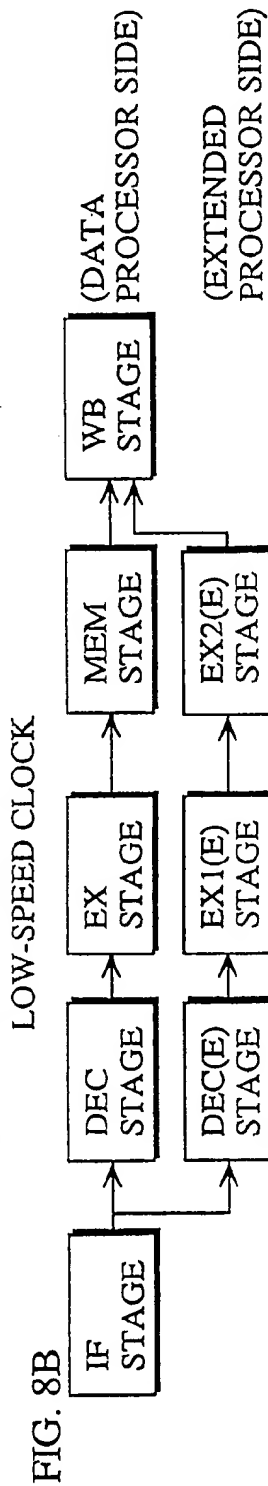 FIG. 8B
LOW-SPEED CLOCK
IF
STAGE
DEC
STAGE
EX
STAGE
MEM
STAGE
WB
STAGE
(DATA
PROCESSOR SIDE)
DEC(E)
STAGE
EX1(E)
STAGE
EX2(E)
STAGE
(EXTENDED
PROCESSOR SIDE)